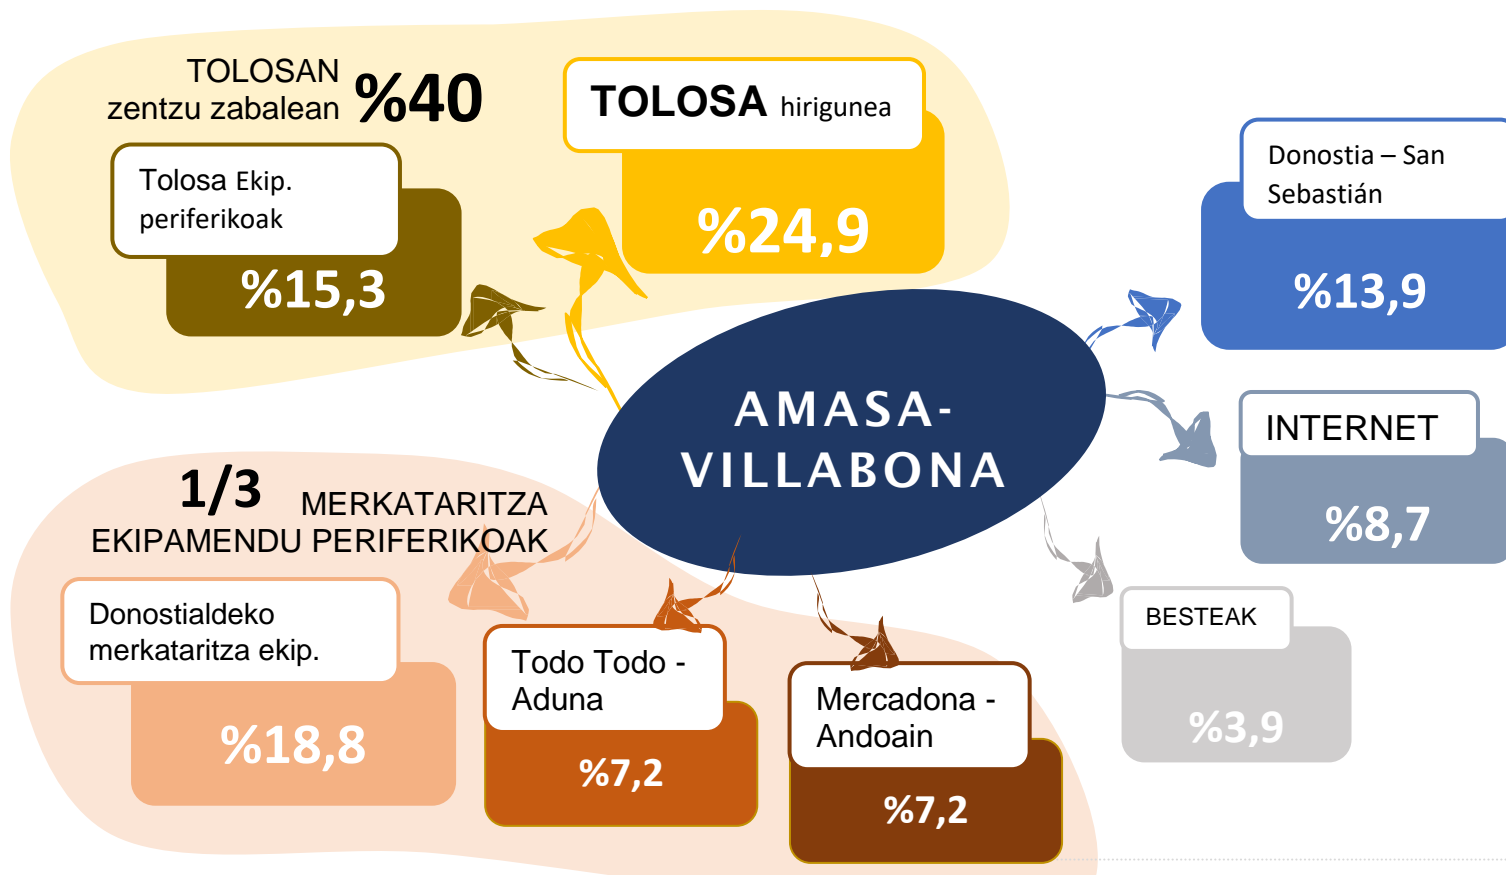 TOLOSAN
zentzu zabalean %40
TOLOSA hirigunea
%24,9
Tolosa Ekip.
periferikoak
%15,3
Donostia – San
Sebastián
%13,9
AMASA-
VILLABONA
INTERNET
%8,7
1/3 MERKATARITZA
EKIPAMENDU PERIFERIKOAK
BESTEAK
%3,9
Donostialdeko
merkataritza ekip.
%18,8
Todo Todo -
Aduna
%7,2
Mercadona -
Andoain
%7,2